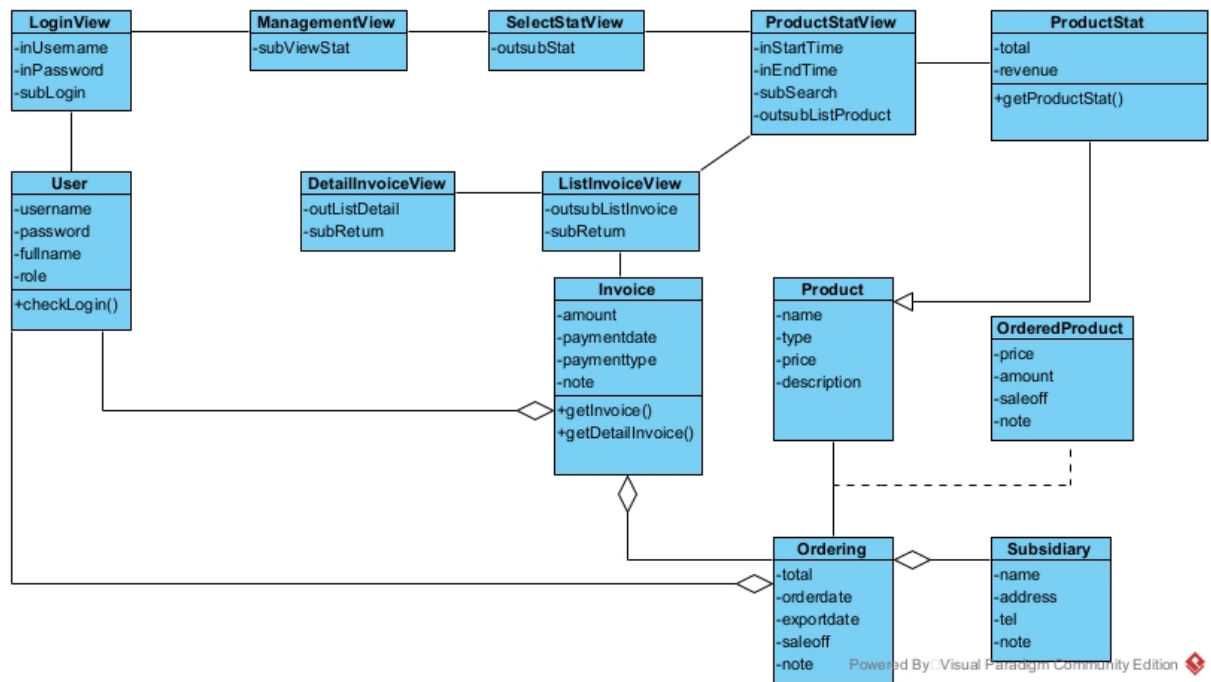 LoginView
-inUsername
-inPassword
-subLogin
ManagementView
-subViewStat
SelectStatView
-outsubStat
ProductStatView
-inStartTime
-inEndTime
-subSearch
-outsubListProduct
ProductStat
-total
-revenue
+getProductStat()
User
-username
-password
-fullname
-role
+checkLogin()
DetailInvoiceView
-outListDetail
-subReturn
ListInvoiceView
-outsubListInvoice
-subReturn
Invoice
-amount
-paymentdate
-paymenttype
-note
+getInvoice()
+getDetailInvoice()
Product
-name
-type
-price
-description
OrderedProduct
-price
-amount
-saleoff
-note
Ordering
-total
-orderdate
-exportdate
-saleoff
-note
Subsidiary
-name
-address
-tel
-note
Powered By Visual Paradigm Community Edition